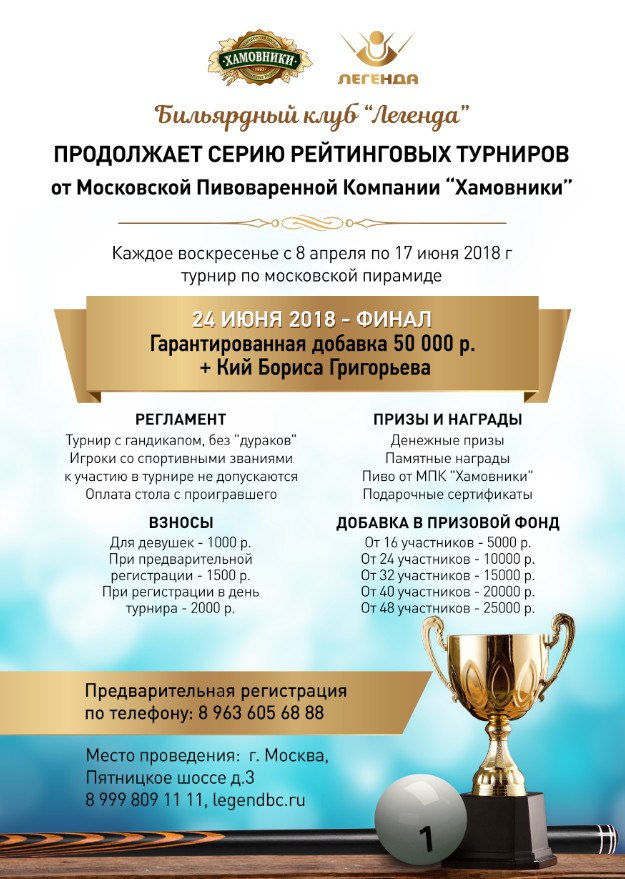 ХАМОВНИКИ
ЛЕГЕНДА
Бильярдный клуб “Легенда”
ПРОДОЛЖАЕТ СЕРИЮ РЕЙТИНГОВЫХ ТУРНИРОВ
от Московской Пивоваренной Компании “Хамовники”
Каждое воскресенье с 8 апреля по 17 июня 2018 г
турнир по московской пирамиде
24 ИЮНЯ 2018 - ФИНАЛ
Гарантированная добавка 50 000 р.
+ Кий Бориса Григорьева
РЕГЛАМЕНТ
Турнир с гандикапом, без "дураков"
Игроки со спортивными званиями
к участию в турнире не допускаются
Оплата стола с проигравшего
ПРИЗЫ И НАГРАДЫ
Денежные призы
Памятные награды
Пиво от МПК "Хамовники"
Подарочные сертификаты
ВЗНОСЫ
Для девушек - 1000 р.
При предварительной
регистрации - 1500 р.
При регистрации в день
турнира - 2000 р.
ДОБАВКА В ПРИЗОВОЙ ФОНД
От 16 участников - 5000 р.
От 24 участников - 10000 р.
От 32 участников - 15000 р.
От 40 участников - 20000 р.
От 48 участников - 25000 р.
Предварительная регистрация
по телефону: 8 963 605 68 88
Место проведения: г. Москва,
Пятницкое шоссе д.3
8 999 809 11 11, legendbc.ru
1